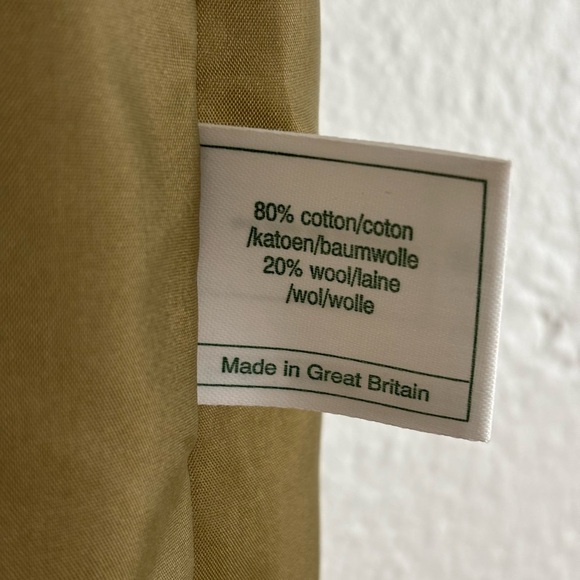 80% cotton/coton
/katoen/baumwolle
20% wool/laine
/wol/wolle
Made in Great Britain